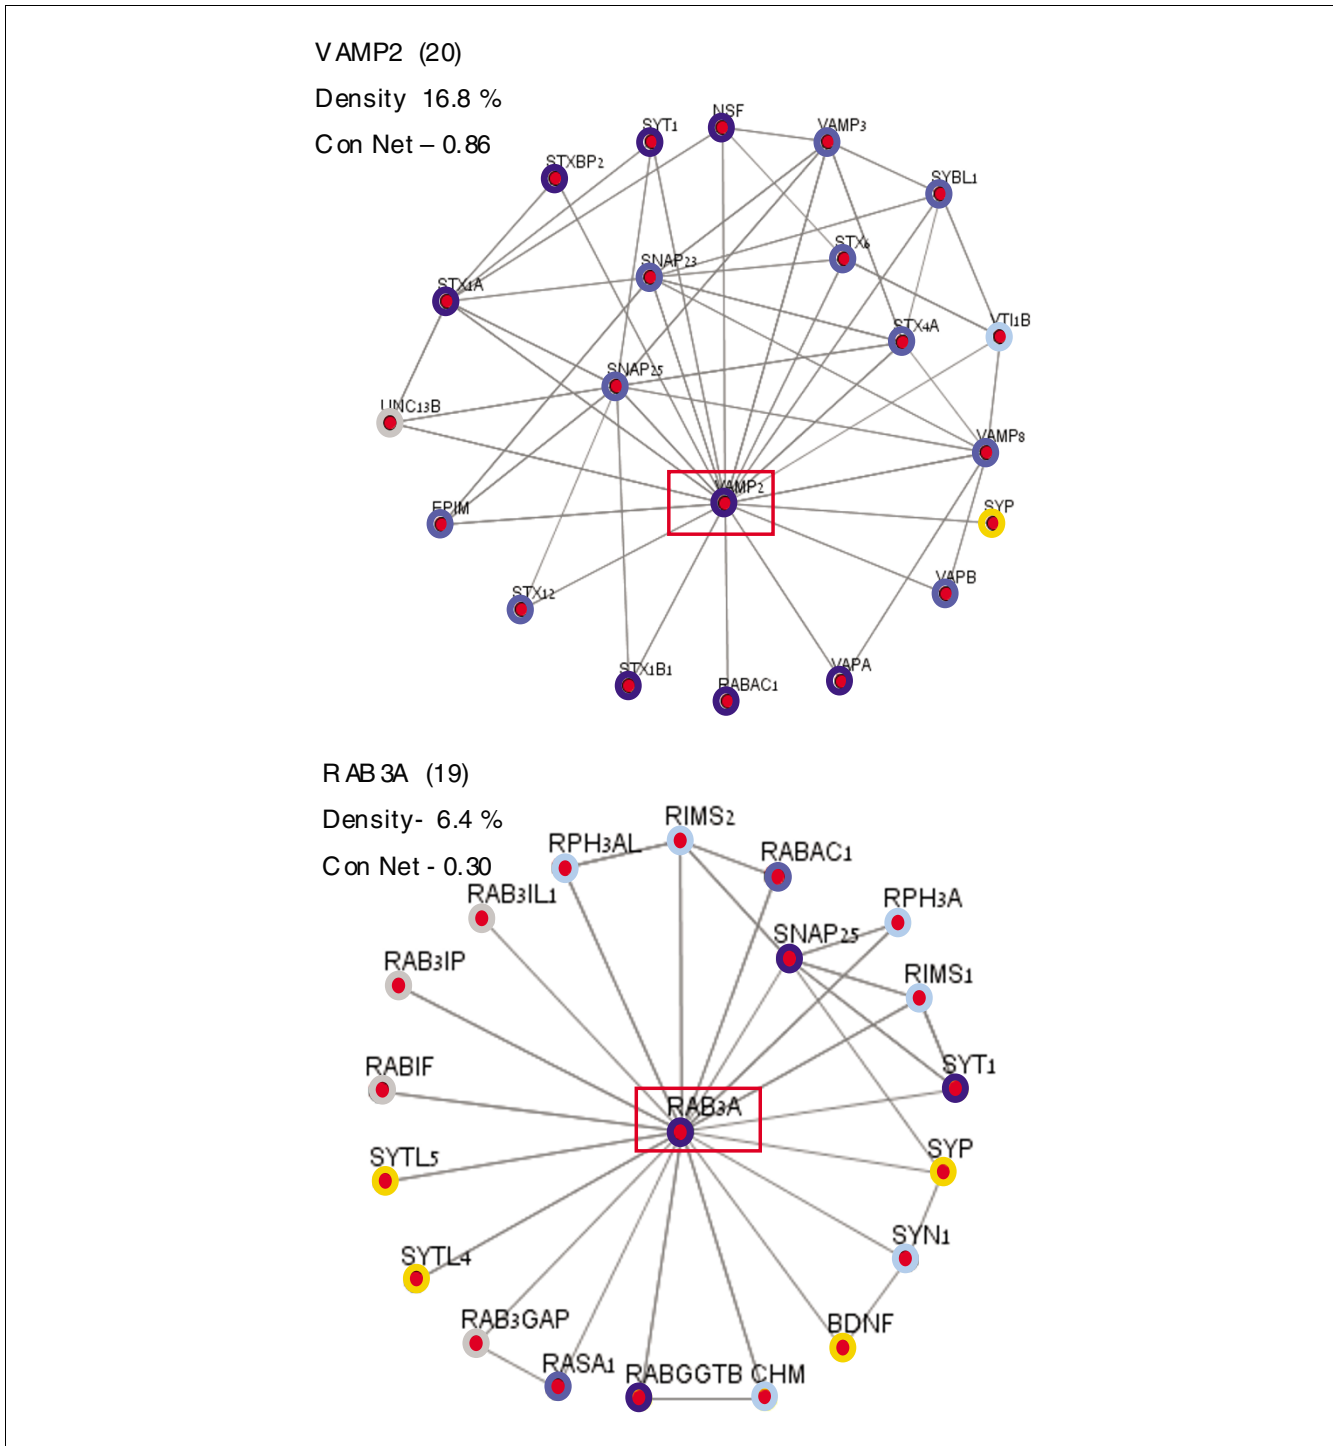 VAMP2 (20)
Density 16.8 %
Con Net – 0.86
NSF
SYT1
VAMP3
STXBP2
SYBL1
STX6
SNAP23
STX1A
VTI1B
STX4A
SNAP25
UNC13B
VAMP8
VAMP2
EPIM
SYP
VAPB
STX12
STX1B1
VAPA
RABAC1
RAB3A (19)
Density- 6.4 %
Con Net - 0.30
RIMS2
RPH3AL
RABAC1
RAB3IL1
RPH3A
SNAP25
RAB3IP
RIMS1
RABIF
SYT1
RAB3A
SYTL5
SYP
SYN1
SYTL4
RAB3GAP
BDNF
RASA1
RABGGTB CHM